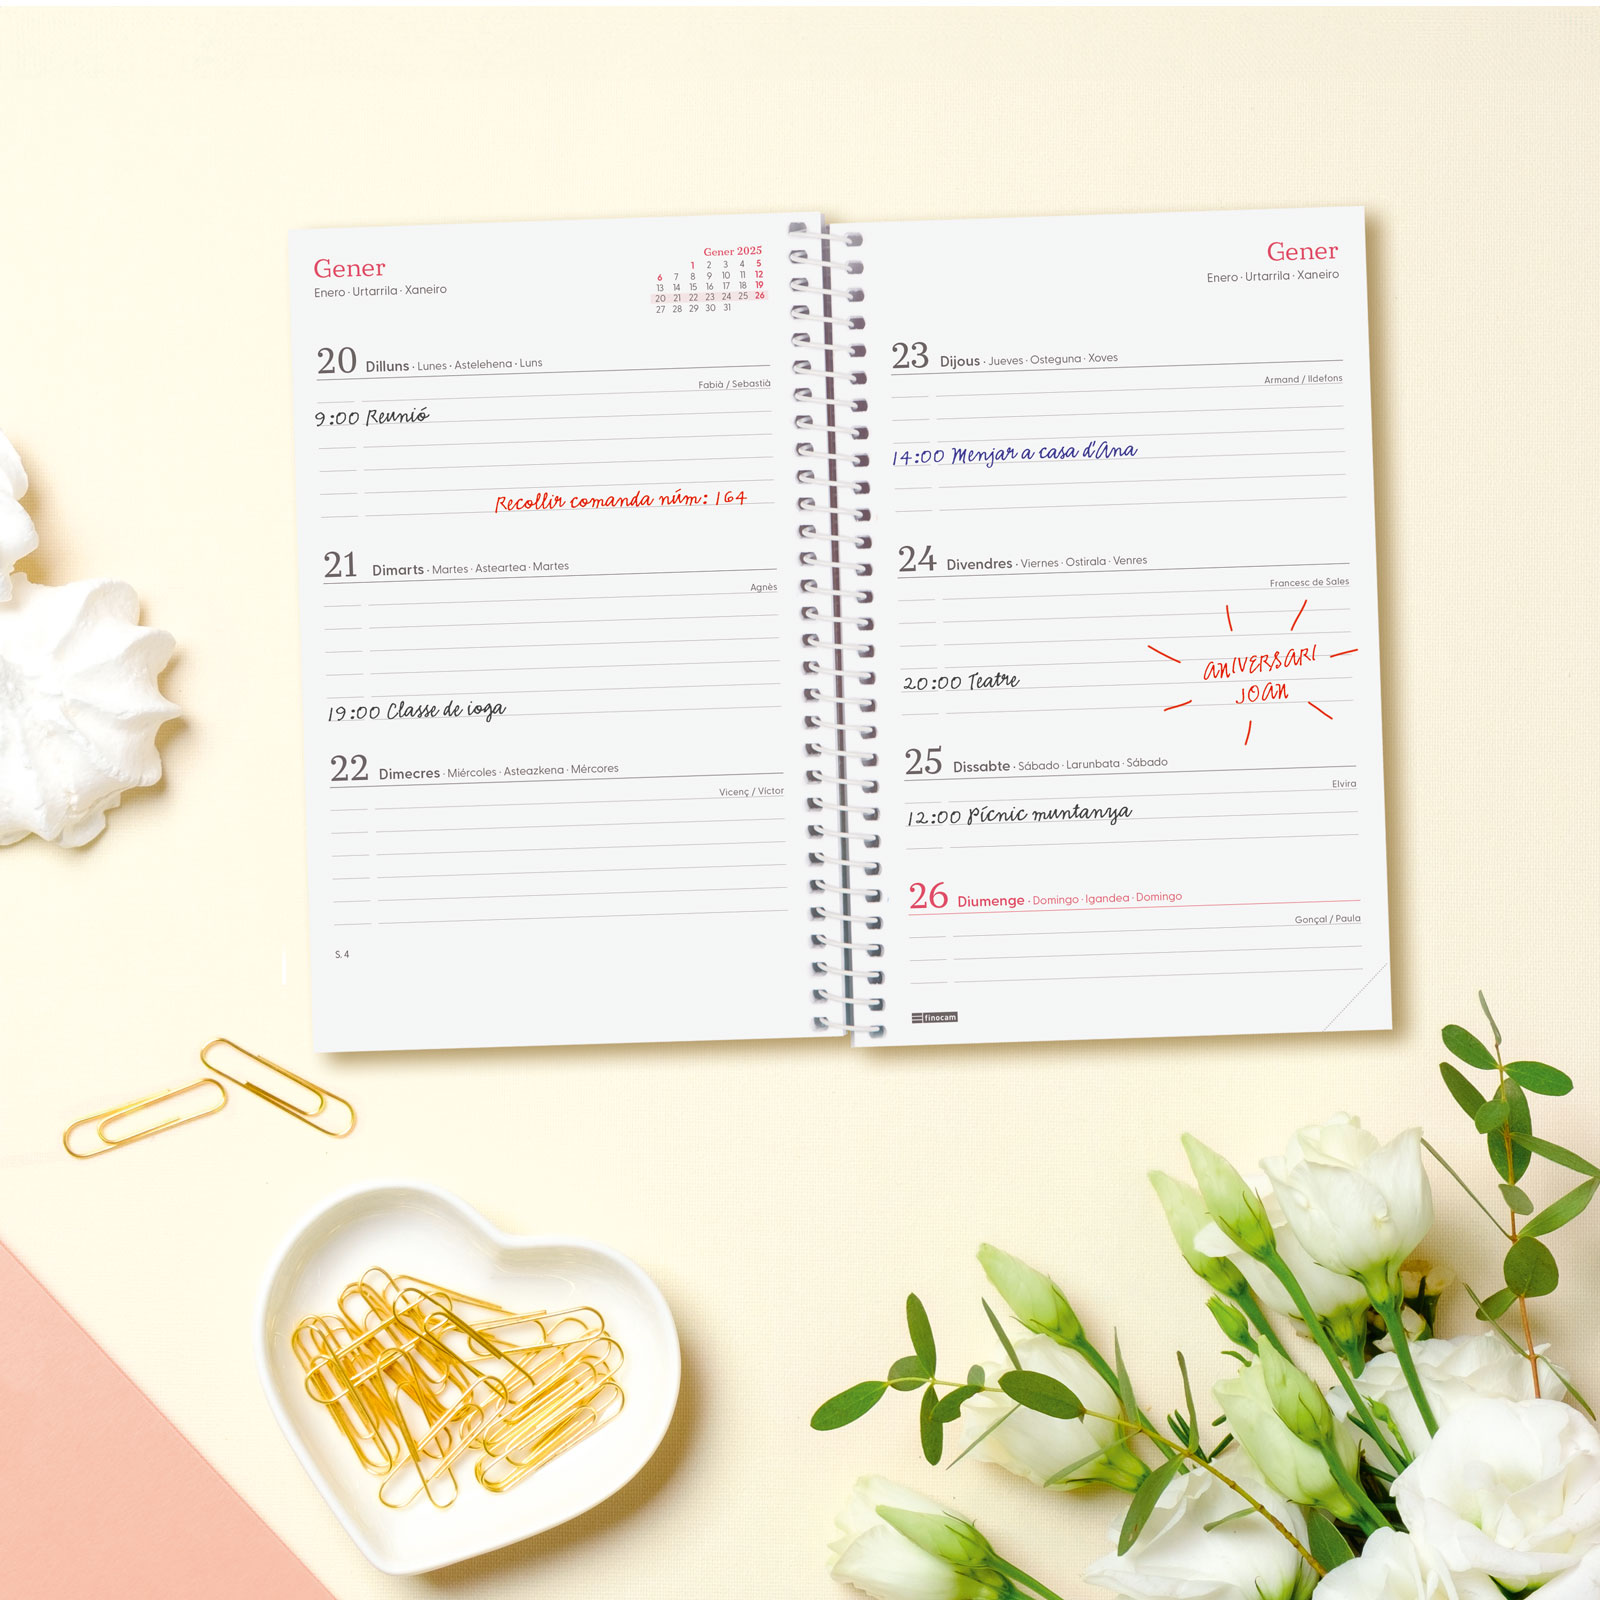 Gener
Enero · Urtarrila · Xaneiro
Gener 2025
1 2 3 4 5
6 7 8 9 10 11 12
13 14 15 16 17 18 19
20 21 22 23 24 25 26
27 28 29 30 31
20 Dilluns · Lunes · Astelehena · Luns
Fabià / Sebastià
9:00 Reunió
Recollir comanda núm: 164
21 Dimarts · Martes · Asteartea · Martes
Agnès
19:00 Classe de ioga
22 Dimecres · Miércoles · Asteazkena · Mércores
Vicenç / Víctor
S. 4
Gener
Enero · Urtarrila · Xaneiro
23 Dijous · Jueves · Osteguna · Xoves
Armand / Ildefons
14:00 Menjar a casa d'Ana
24 Divendres · Viernes · Ostirala · Venres
Francesc de Sales
ANIVERSARI
JOAN
20:00 Teatre
25 Dissabte · Sábado · Larunbata · Sábado
Elvira
12:00 Pícnic muntanya
26 Diumenge · Domingo · Igandea · Domingo
Gonçal / Paula
finocam